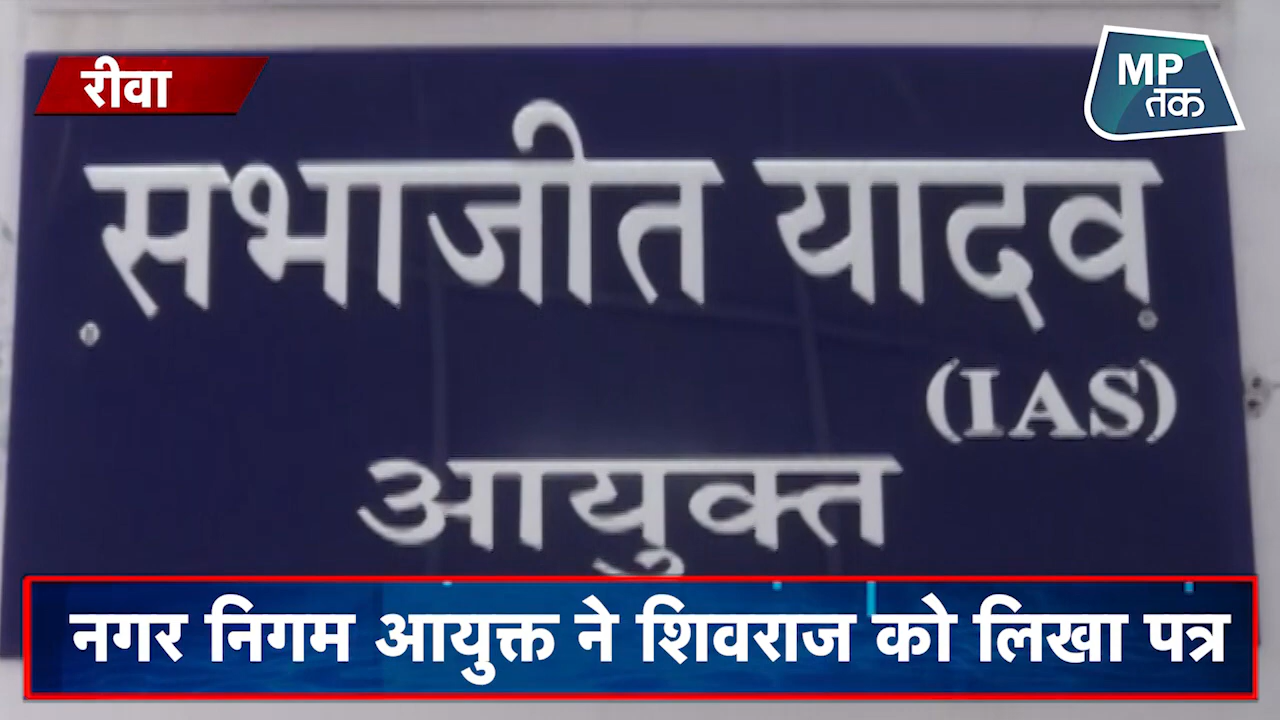 रीवा
MP
तक
सभाजीत यादव
(IAS)
आयुक्त
नगर निगम आयुक्त ने शिवराज को लिखा पत्र